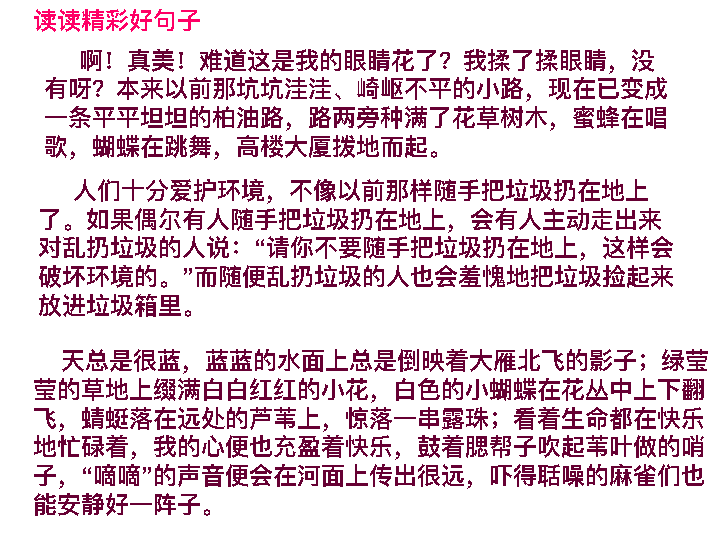 读读精彩好句子
啊！真美！难道这是我的眼睛花了？我揉了揉眼睛，没
有呀？本来以前那坑坑洼洼、崎岖不平的小路，现在已变成
一条平平坦坦的柏油路，路两旁种满了花草树木，蜜蜂在唱
歌，蝴蝶在跳舞，高楼大厦拔地而起。
人们十分爱护环境，不像以前那样随手把垃圾扔在地上
了。如果偶尔有人随手把垃圾扔在地上，会有人主动走出来
对乱扔垃圾的人说：“请你不要随手把垃圾扔在地上，这样会
破坏环境的。”而随便乱扔垃圾的人也会羞愧地把垃圾捡起来
放进垃圾箱里。
天总是很蓝，蓝蓝的水面上总是倒映着大雁北飞的影子；绿莹
莹的草地上缀满白白红红的小花，白色的小蝴蝶在花丛中上下翻
飞，蜻蜓落在远处的芦苇上，惊落一串露珠；看着生命都在快乐
地忙碌着，我的心便也充盈着快乐，鼓着腮帮子吹起苇叶做的哨
子，“嘀嘀”的声音便会在河面上传出很远，吓得聒噪的麻雀们也
能安静好一阵子。